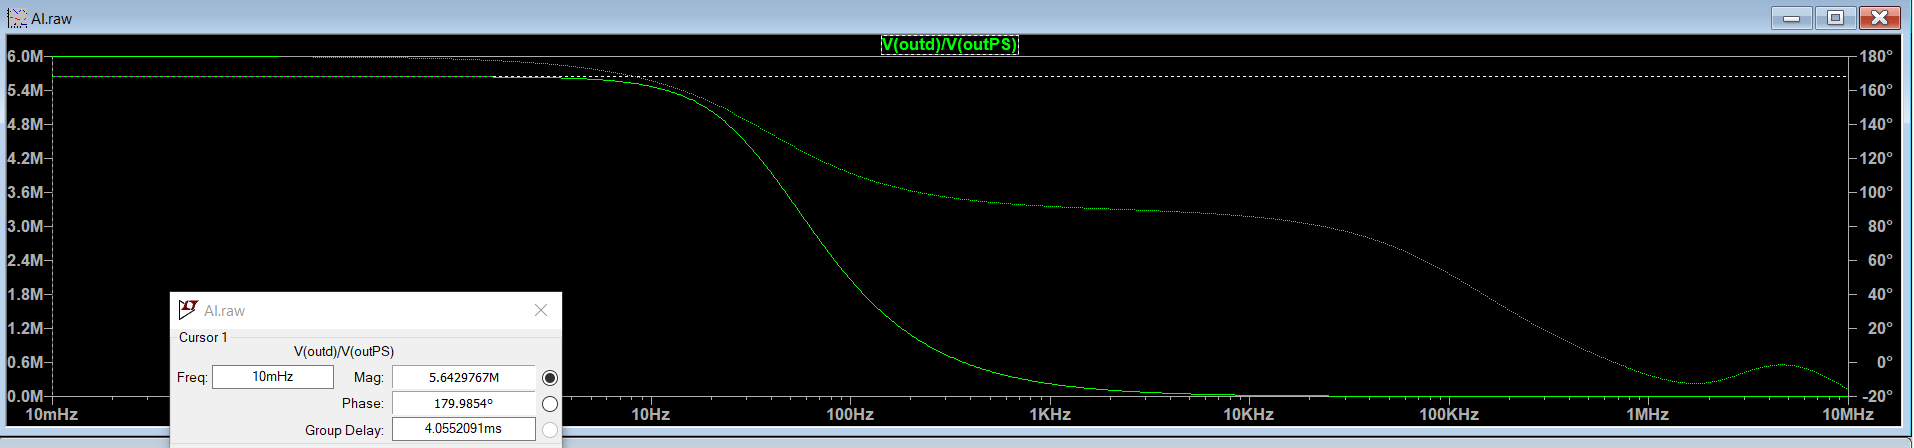 AI.raw
V(outd)/V(outPS)
6.0M 180°
5.4M 160°
4.8M 140°
4.2M 120°
3.6M 100°
3.0M 80°
2.4M 60°
1.8M 40°
1.2M 20°
0.6M 0°
0.0M -20°
10mHz 10Hz 100Hz 1KHz 10KHz 100KHz 1MHz 10MHz
AI.raw
Cursor 1
V(outd)/V(outPS)
Freq: 10mHz Mag: 5.6429767M
Phase: 179.9854°
Group Delay: 4.0552091ms